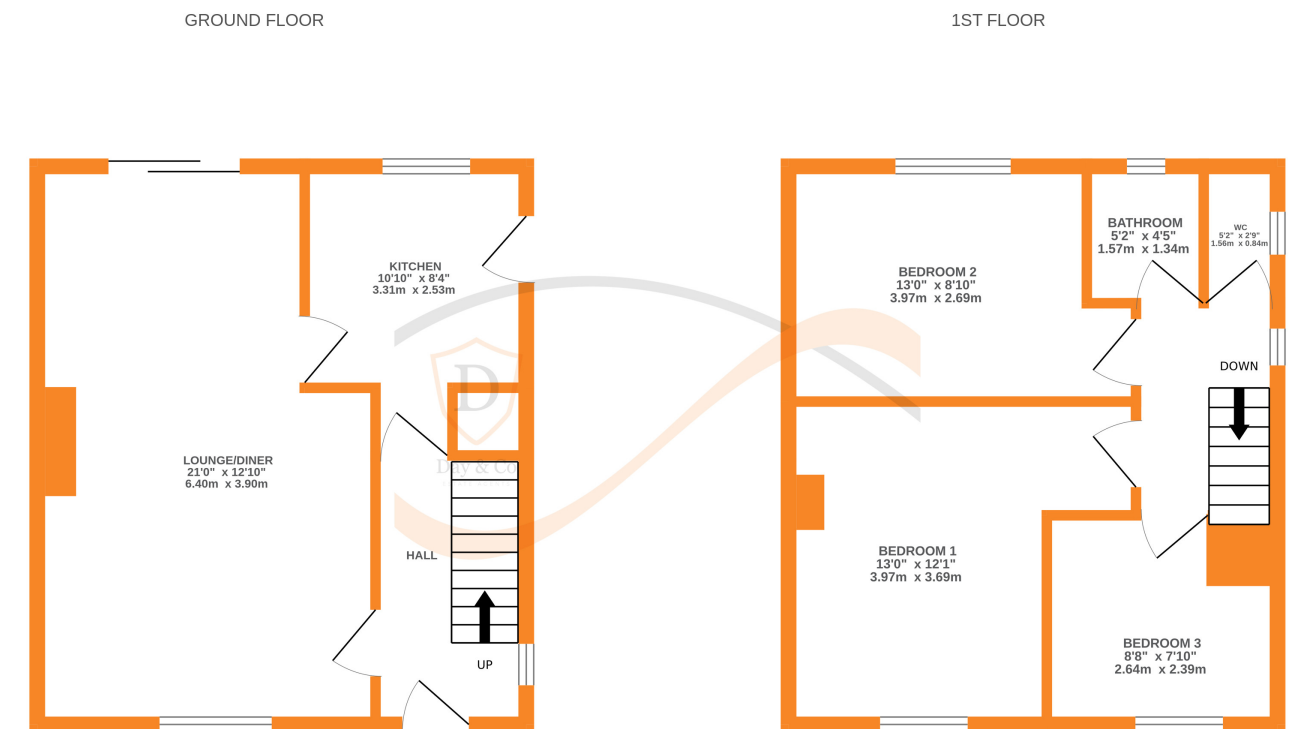 GROUND FLOOR
1ST FLOOR
KITCHEN
10'10" x 8'4"
3.31m x 2.53m
LOUNGE/DINER
21'0" x 12'10"
6.40m x 3.90m
D
Day & Co
HALL
UP
BEDROOM 2
13'0" x 8'10"
3.97m x 2.69m
BATHROOM
5'2" x 4'5"
1.57m x 1.34m
WC
5'2" x 2'9"
1.56m x 0.84m
DOWN
BEDROOM 1
13'0" x 12'1"
3.97m x 3.69m
BEDROOM 3
8'8" x 7'10"
2.64m x 2.39m